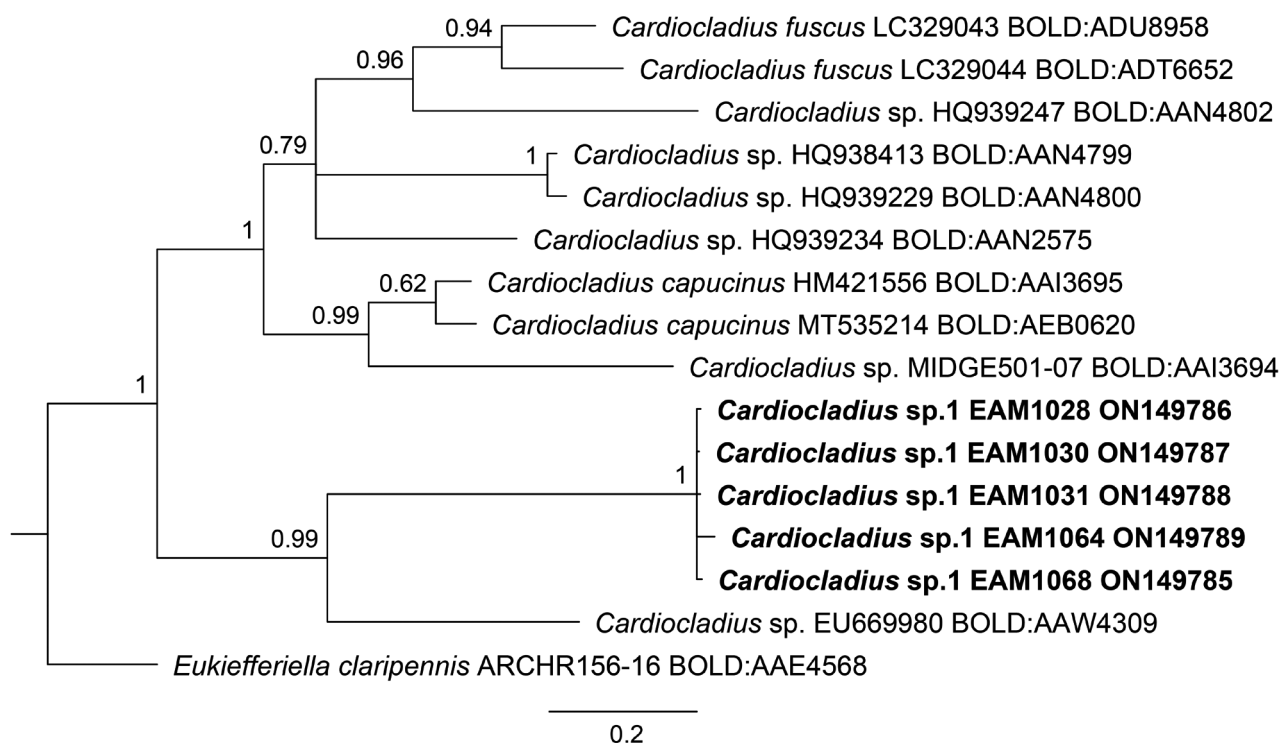 0.94
Cardiocladius fuscus LC329043 BOLD:ADU8958
0.96
Cardiocladius fuscus LC329044 BOLD:ADT6652
Cardiocladius sp. HQ939247 BOLD:AAN4802
0.79
1
Cardiocladius sp. HQ938413 BOLD:AAN4799
Cardiocladius sp. HQ939229 BOLD:AAN4800
1
Cardiocladius sp. HQ939234 BOLD:AAN2575
0.62
Cardiocladius capucinus HM421556 BOLD:AAI3695
0.99
Cardiocladius capucinus MT535214 BOLD:AEB0620
Cardiocladius sp. MIDGE501-07 BOLD:AAI3694
1
Cardiocladius sp.1 EAM1028 ON149786
Cardiocladius sp.1 EAM1030 ON149787
1
Cardiocladius sp.1 EAM1031 ON149788
0.99
Cardiocladius sp.1 EAM1064 ON149789
Cardiocladius sp.1 EAM1068 ON149785
Cardiocladius sp. EU669980 BOLD:AAW4309
Eukiefferiella claripennis ARCHR156-16 BOLD:AAE4568
0.2